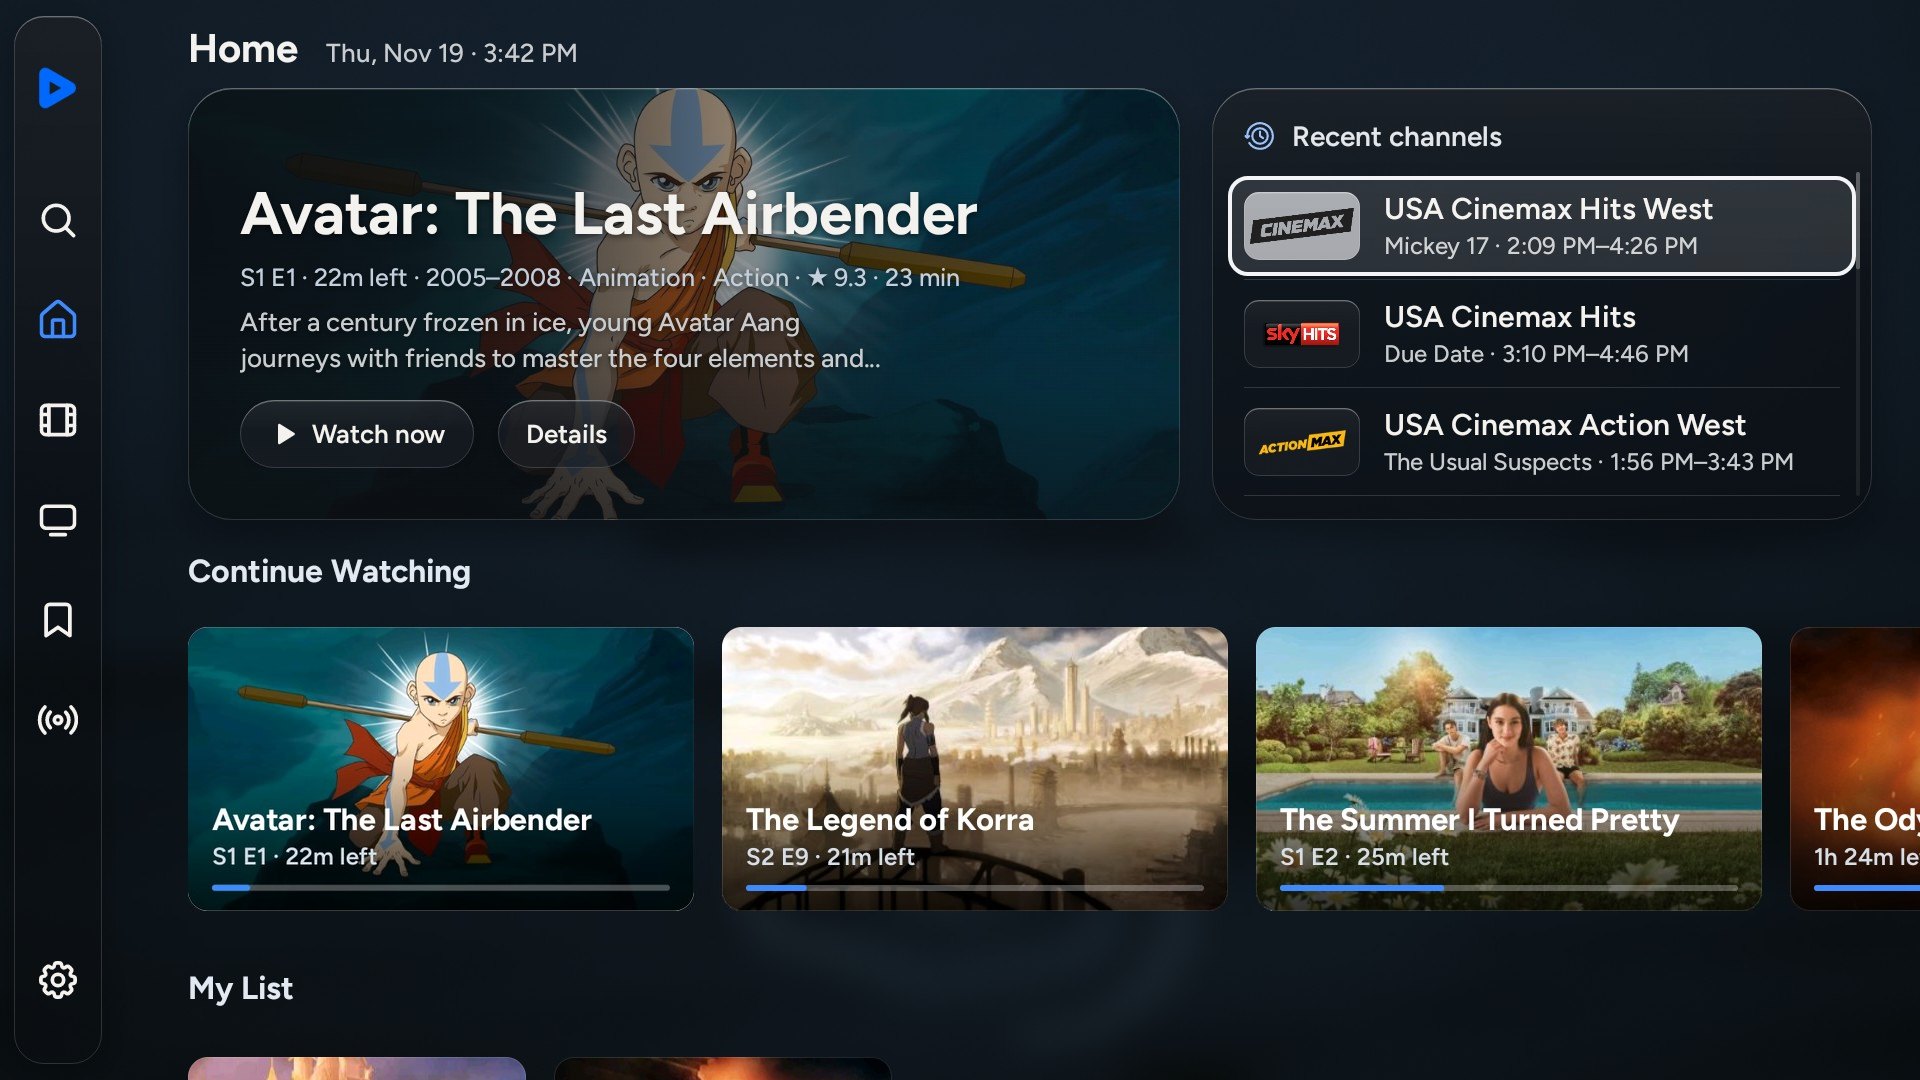 Home
Thu, Nov 19 · 3:42 PM
Avatar: The Last Airbender
S1 E1 · 22m left · 2005–2008 · Animation · Action · ★ 9.3 · 23 min
After a century frozen in ice, young Avatar Aang
journeys with friends to master the four elements and...
Watch now
Details
Recent channels
CINEMAX
USA Cinemax Hits West
Mickey 17 · 2:09 PM–4:26 PM
sky HITS
USA Cinemax Hits
Due Date · 3:10 PM–4:46 PM
ACTION MAX
USA Cinemax Action West
The Usual Suspects · 1:56 PM–3:43 PM
Continue Watching
Avatar: The Last Airbender
S1 E1 · 22m left
The Legend of Korra
S2 E9 · 21m left
The Summer I Turned Pretty
S1 E2 · 25m left
The Ody
1h 24m le
My List